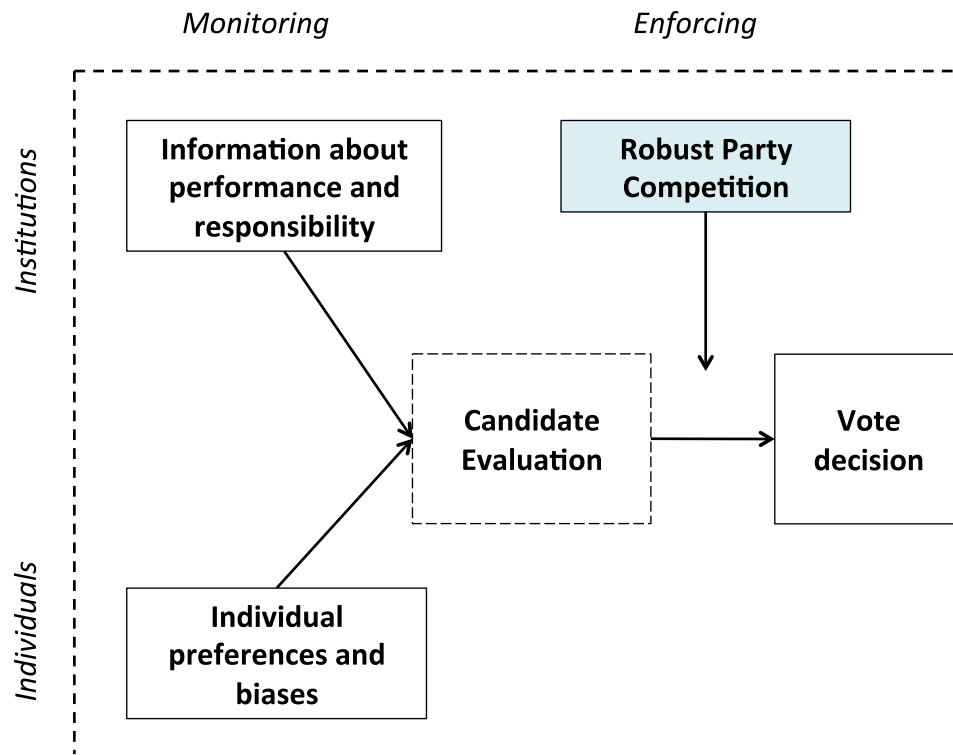 Monitoring
Enforcing
Institutions
Information about
performance and
responsibility
Robust Party
Competition
Candidate
Evaluation
Vote
decision
Individuals
Individual
preferences and
biases